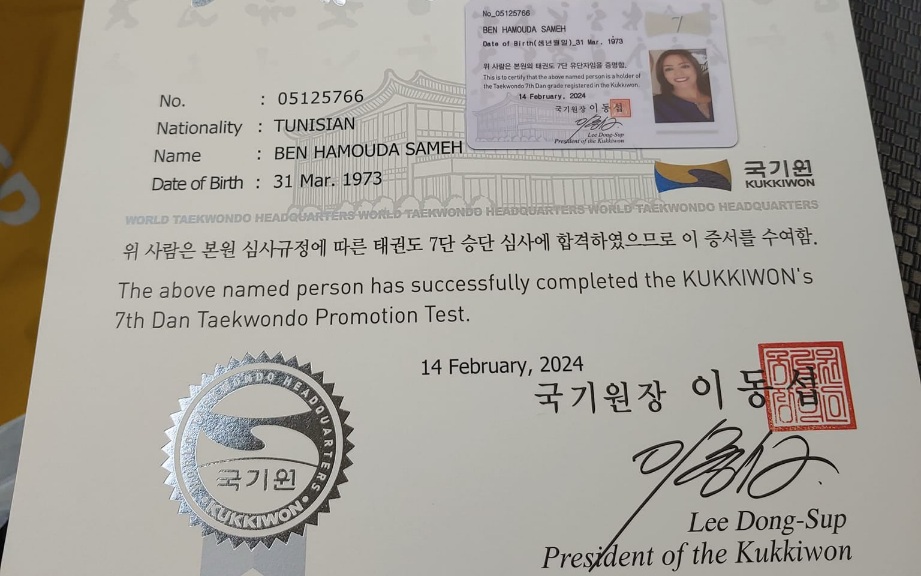 No_05125766
BEN HAMOUDA SAMEH
Date of Birth(생년월일)_31 Mar. 1973
위 사람은 본원의 태권도 7단 유단자임을 증명함.
This is to certify that the above named person is a holder of
the Taekwondo 7th Dan grade registered in the Kukkiwon.
14 February, 2024
국기원장 이동섭
Lee Dong-Sup
President of the Kukkiwon
7
No. : 05125766
Nationality : TUNISIAN
Name : BEN HAMOUDA SAMEH
Date of Birth : 31 Mar. 1973
국기원
KUKKIWON
WORLD TAEKWONDO HEADQUARTERS WORLD TAEKWONDO HEADQUARTERS WORLD TAEKWONDO HEADQUARTERS
위 사람은 본원 심사규정에 따른 태권도 7단 승단 심사에 합격하였으므로 이 증서를 수여함.
The above named person has successfully completed the KUKKIWON's
7th Dan Taekwondo Promotion Test.
14 February, 2024
국기원장 이동섭
Lee Dong-Sup
President of the Kukkiwon
HEADQUARTERS
국기원
KUKKIWON